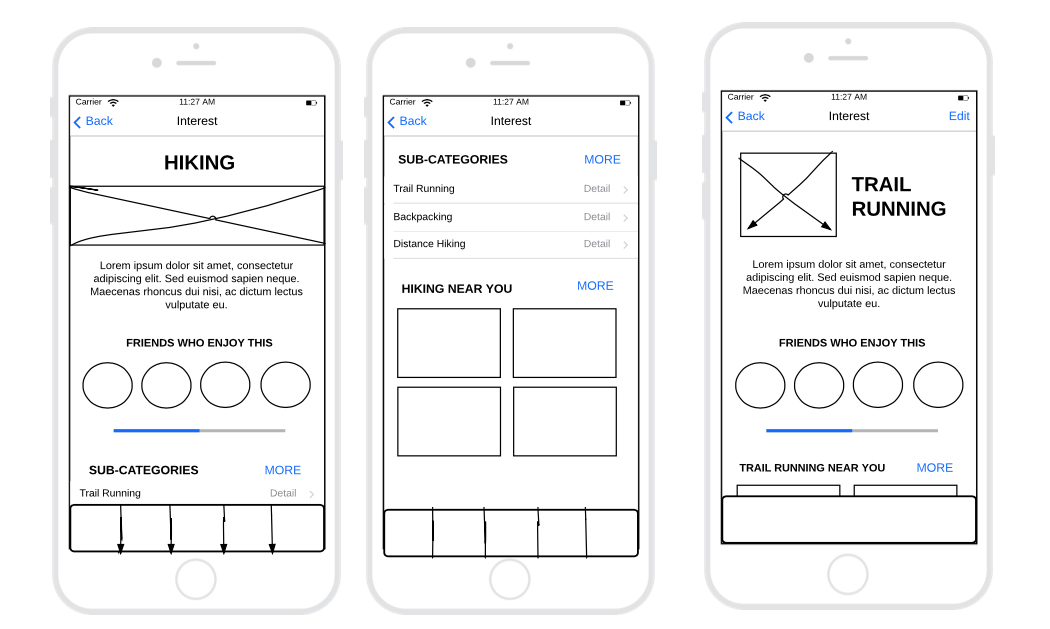 Carrier 11:27 AM
Back Interest
HIKING
Lorem ipsum dolor sit amet, consectetur
adipiscing elit. Sed euismod sapien neque.
Maecenas rhoncus dui nisi, ac dictum lectus
vulputate eu.
FRIENDS WHO ENJOY THIS
SUB-CATEGORIES MORE
Trail Running Detail
Carrier 11:27 AM
Back Interest
SUB-CATEGORIES MORE
Trail Running Detail
Backpacking Detail
Distance Hiking Detail
HIKING NEAR YOU MORE
Carrier 11:27 AM
Back Interest Edit
TRAIL
RUNNING
Lorem ipsum dolor sit amet, consectetur
adipiscing elit. Sed euismod sapien neque.
Maecenas rhoncus dui nisi, ac dictum lectus
vulputate eu.
FRIENDS WHO ENJOY THIS
TRAIL RUNNING NEAR YOU MORE